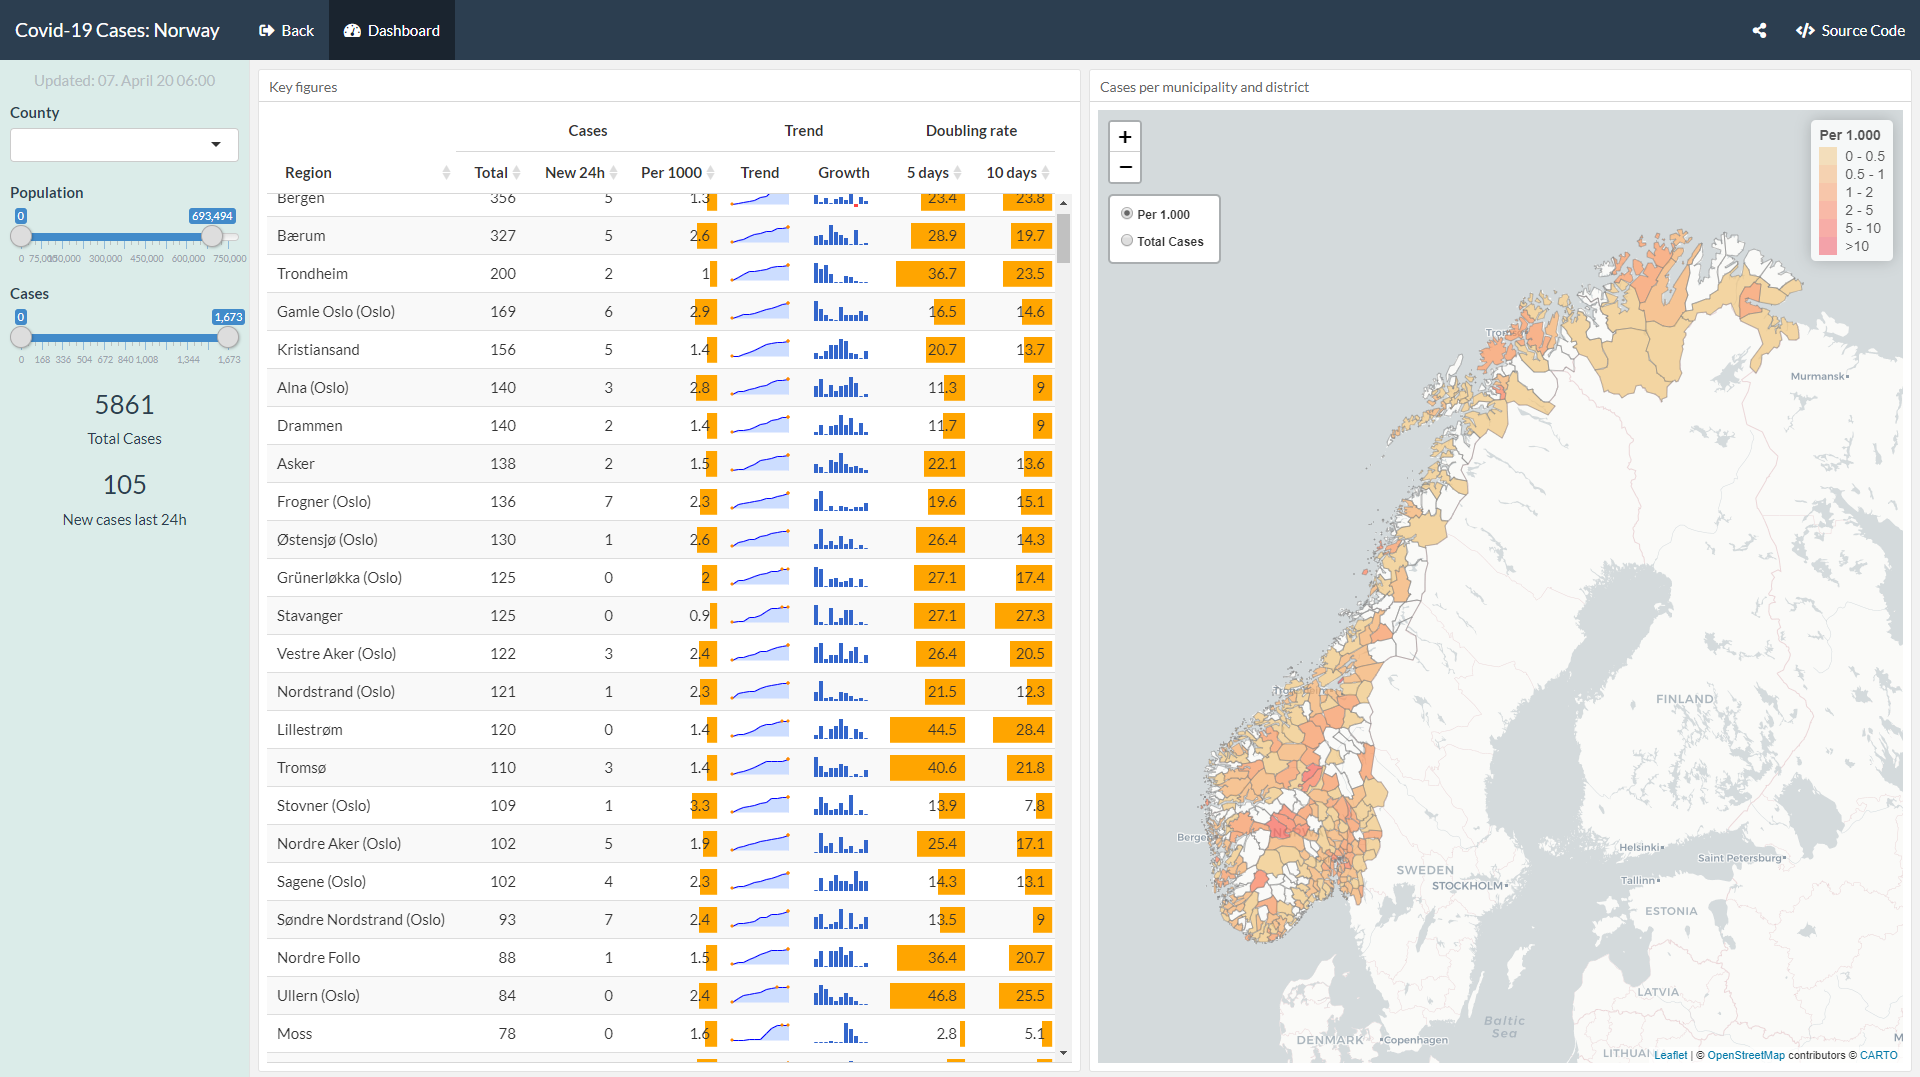 Covid-19 Cases: Norway
Back
Dashboard
Source Code
Updated: 07. April 20 06:00
County
Population
0 693,494
0 75,000 150,000 300,000 450,000 600,000 750,000
Cases
0 1,673
0 168 336 504 672 840 1,008 1,344 1,673
5861
Total Cases
105
New cases last 24h
Key figures
Cases Trend Doubling rate
Region Total New 24h Per 1000 Trend Growth 5 days 10 days
Bergen 356 5 1.3 23.4 23.8
Bærum 327 5 2.6 28.9 19.7
Trondheim 200 2 1 36.7 23.5
Gamle Oslo (Oslo) 169 6 2.9 16.5 14.6
Kristiansand 156 5 1.4 20.7 13.7
Alna (Oslo) 140 3 2.8 11.3 9
Drammen 140 2 1.4 11.7 9
Asker 138 2 1.5 22.1 13.6
Frogner (Oslo) 136 7 2.3 19.6 15.1
Østensjø (Oslo) 130 1 2.6 26.4 14.3
Grünerløkka (Oslo) 125 0 2 27.1 17.4
Stavanger 125 0 0.9 27.1 27.3
Vestre Aker (Oslo) 122 3 2.4 26.4 20.5
Nordstrand (Oslo) 121 1 2.3 21.5 12.3
Lillestrøm 120 0 1.4 44.5 28.4
Tromsø 110 3 1.4 40.6 21.8
Stovner (Oslo) 109 1 3.3 13.9 7.8
Nordre Aker (Oslo) 102 5 1.9 25.4 17.1
Sagene (Oslo) 102 4 2.3 14.3 13.1
Søndre Nordstrand (Oslo) 93 7 2.4 13.5 9
Nordre Follo 88 1 1.5 36.4 20.7
Ullern (Oslo) 84 0 2.4 46.8 25.5
Moss 78 0 1.6 2.8 5.1
Cases per municipality and district
+
−
Per 1.000
Total Cases
Per 1.000
0 - 0.5
0.5 - 1
1 - 2
2 - 5
5 - 10
>10
Murmansk
FINLAND
Bergen
Helsinki
Saint Petersburg
SWEDEN
STOCKHOLM
Tallinn
ESTONIA
LATVIA
Baltic
Sea
DENMARK
Copenhagen
M
LITHUAN
Leaflet | © OpenStreetMap contributors © CARTO